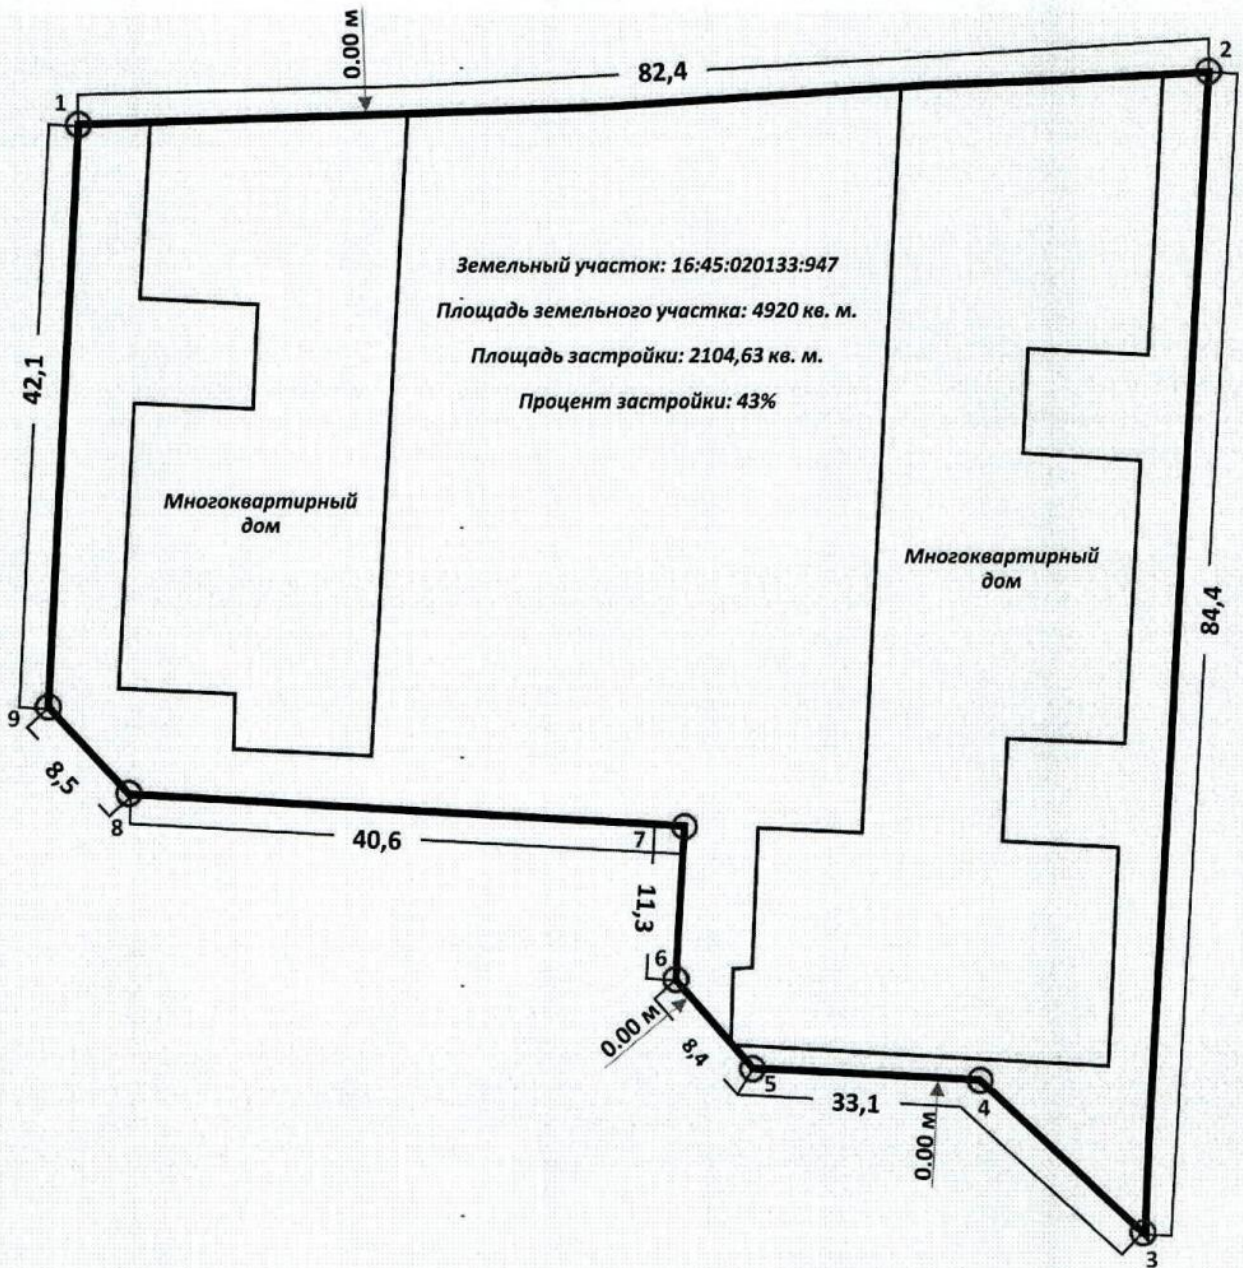 0.00 м
82,4
2
1
Земельный участок: 16:45:020133:947
Площадь земельного участка: 4920 кв. м.
Площадь застройки: 2104,63 кв. м.
Процент застройки: 43%
42,1
Многоквартирный
дом
Многоквартирный
дом
84,4
9
8,5
8
40,6
7
11,3
6
0.00 м
8,4
5
33,1
4
0.00 м
3